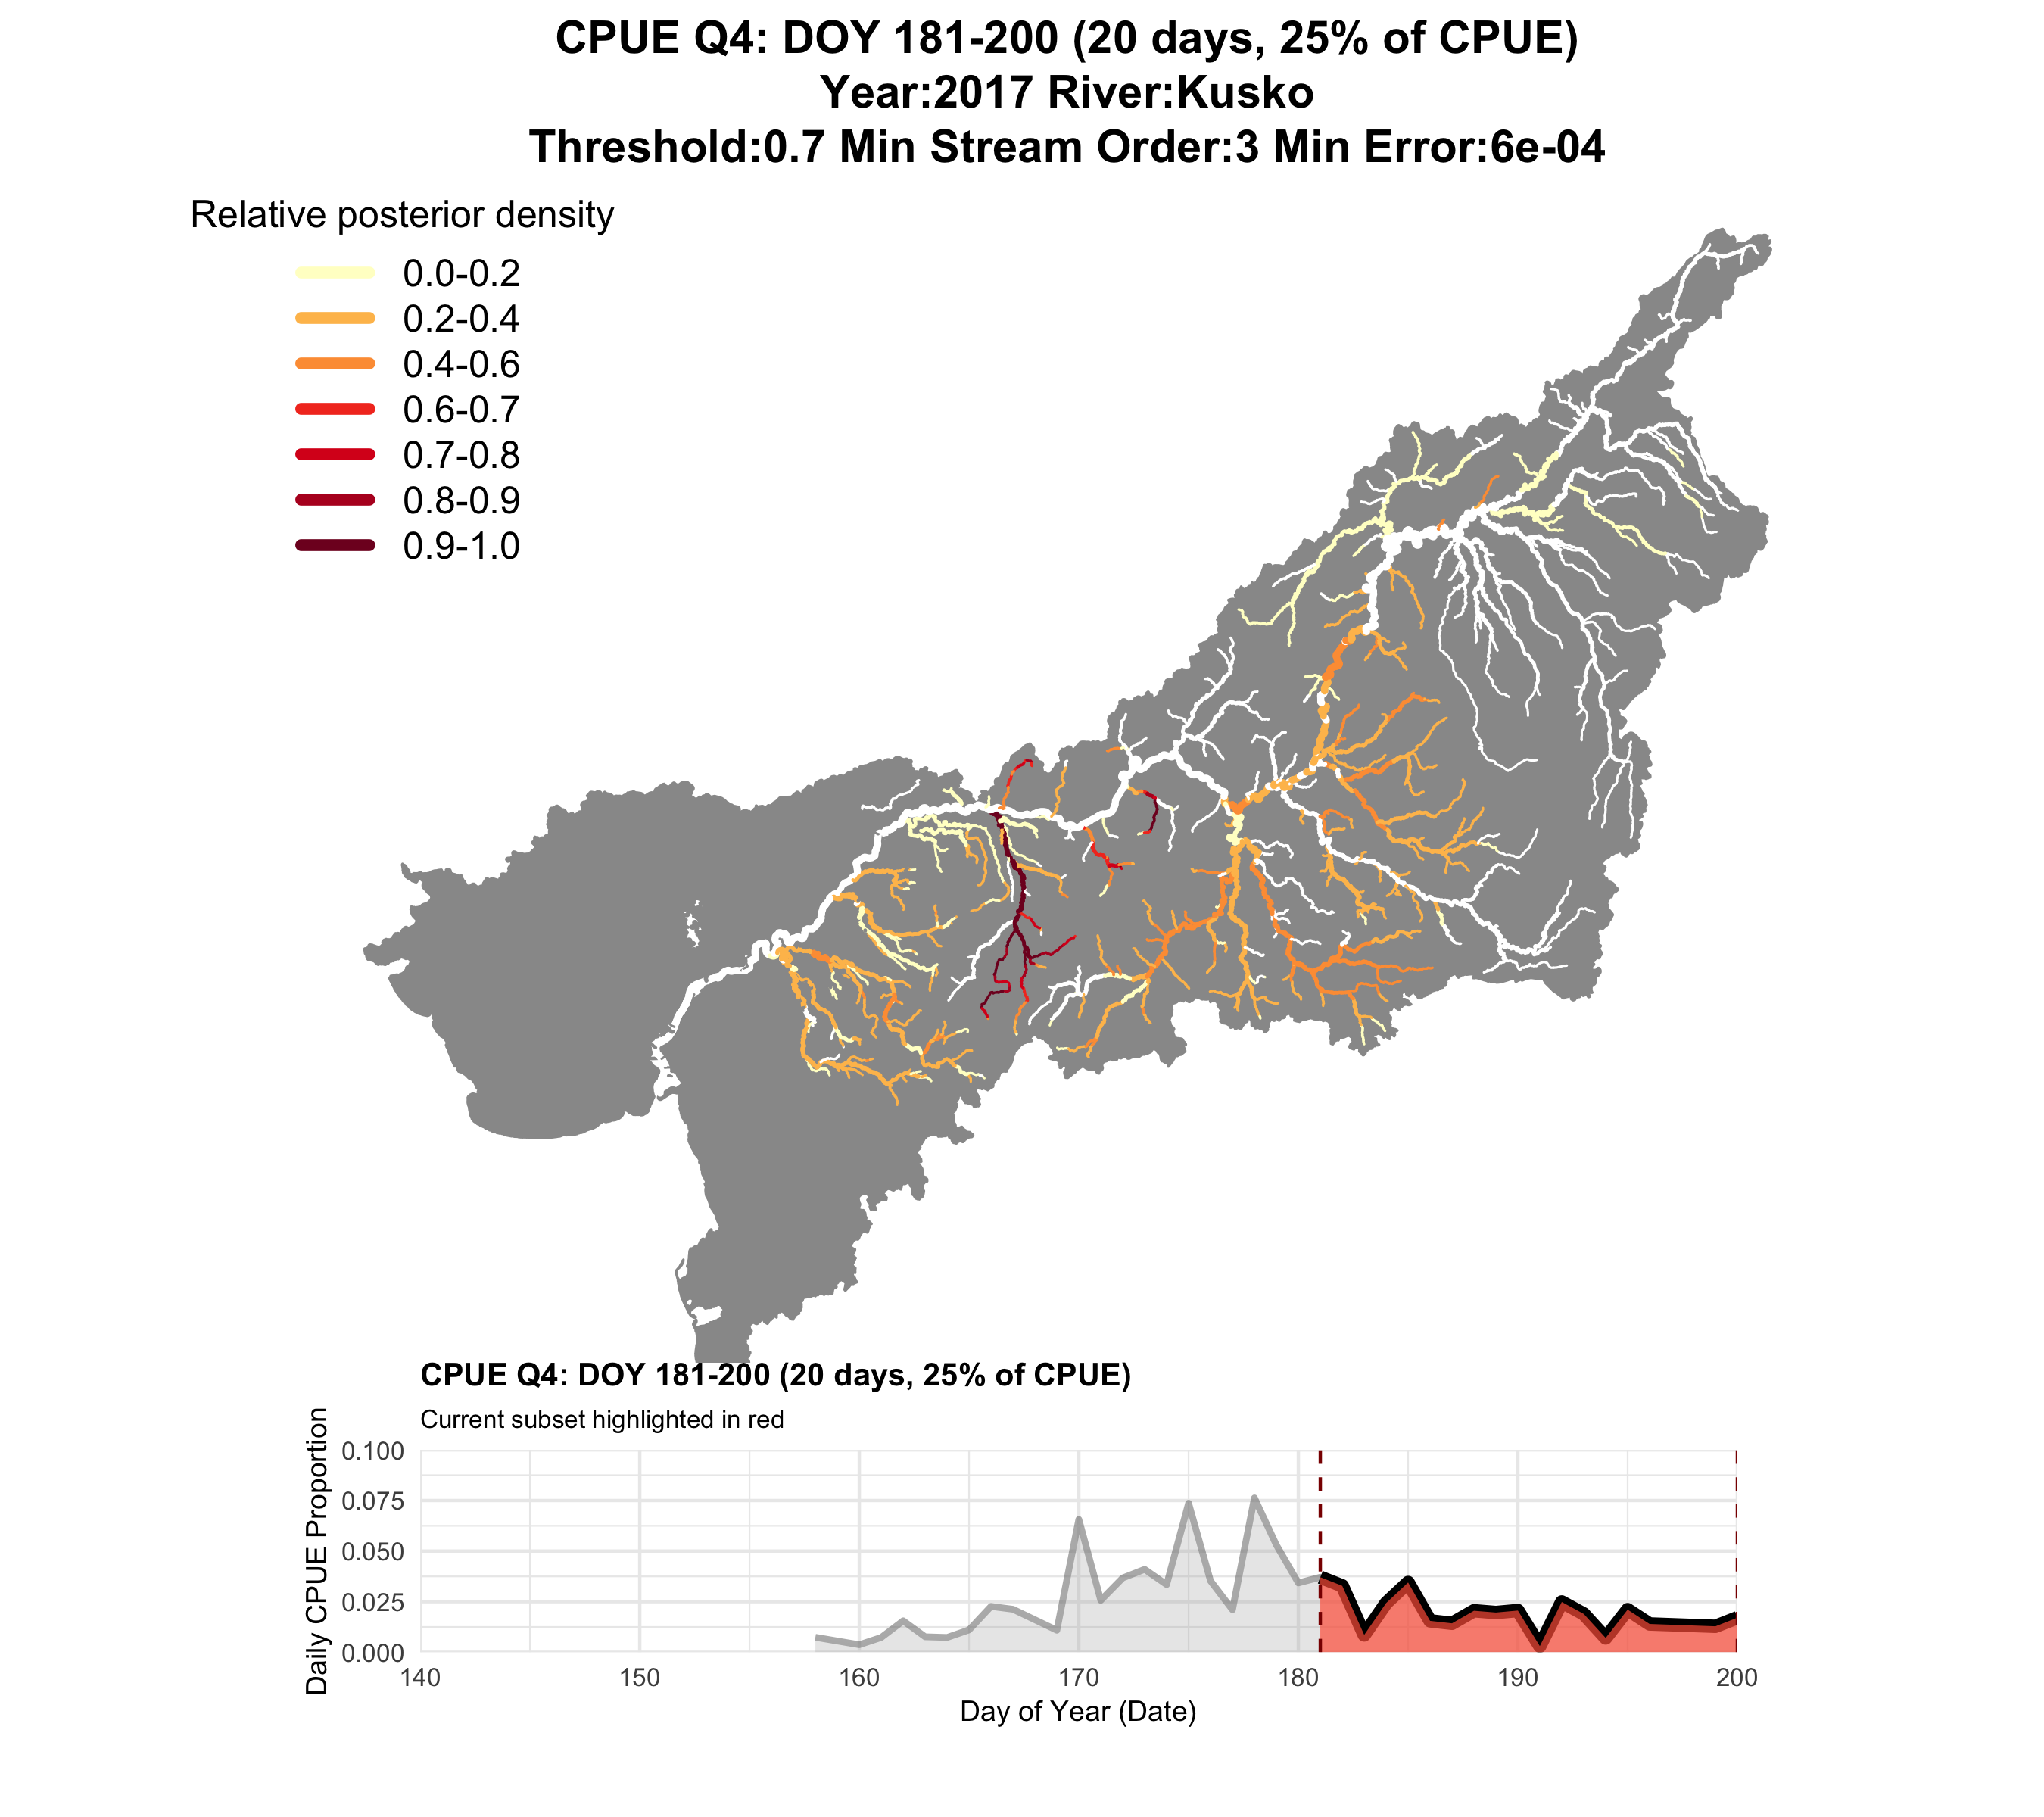 CPUE Q4: DOY 181-200 (20 days, 25% of CPUE)
Year:2017 River:Kusko
Threshold:0.7 Min Stream Order:3 Min Error:6e-04
Relative posterior density
0.0-0.2
0.2-0.4
0.4-0.6
0.6-0.7
0.7-0.8
0.8-0.9
0.9-1.0
CPUE Q4: DOY 181-200 (20 days, 25% of CPUE)
Current subset highlighted in red
Daily CPUE Proportion
0.100
0.075
0.050
0.025
0.000
140 150 160 170 180 190 200
Day of Year (Date)